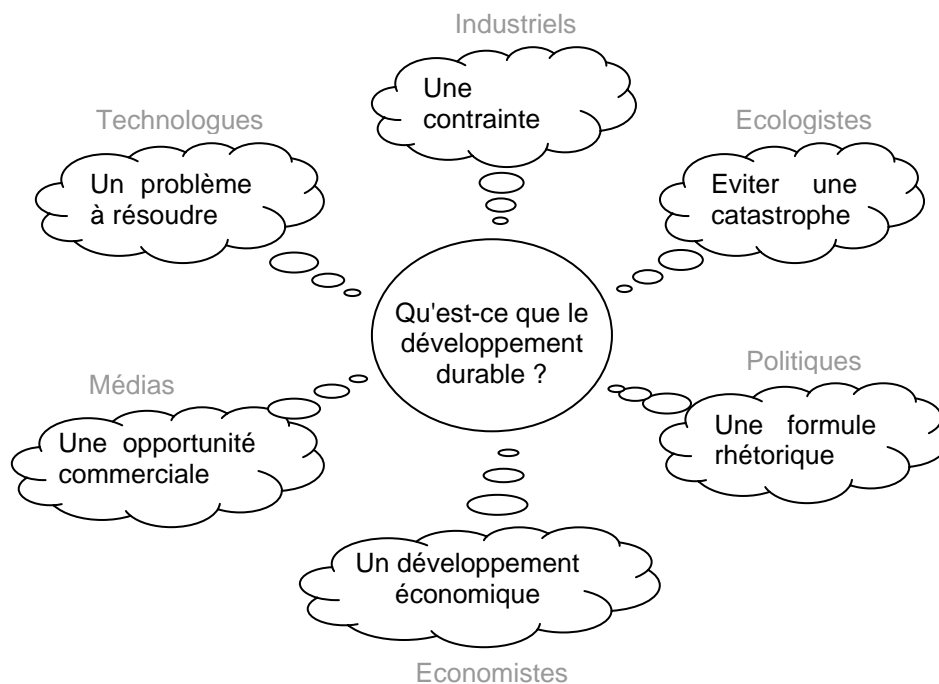 Industriels
Une
contrainte
Technologues
Un problème
à résoudre
Ecologistes
Eviter une
catastrophe
Qu'est-ce que le
développement
durable ?
Médias
Une opportunité
commerciale
Politiques
Une formule
rhétorique
Un développement
économique
Economistes